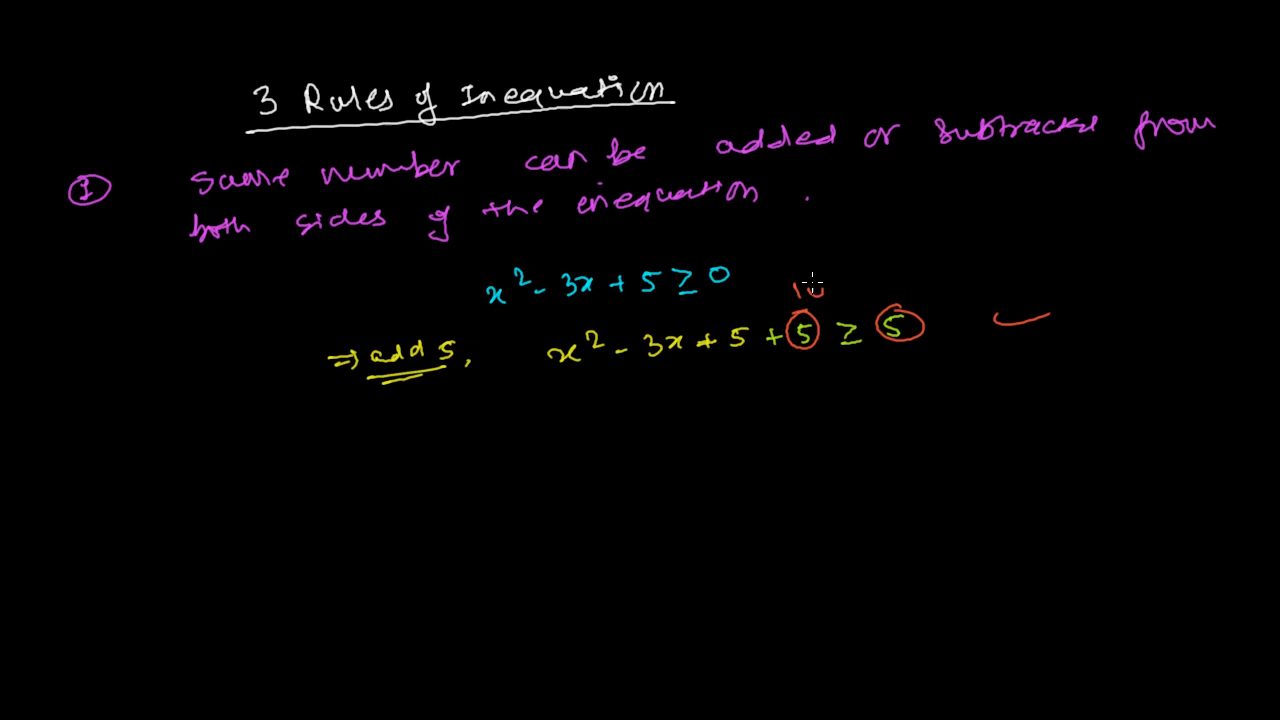 3 Rules of Inequation
I same number can be added or subtracted from
both sides of the inequation.
x² - 3x + 5 ≥ 0
10
⇒ add 5, x² - 3x + 5 + 5 ≥ 5